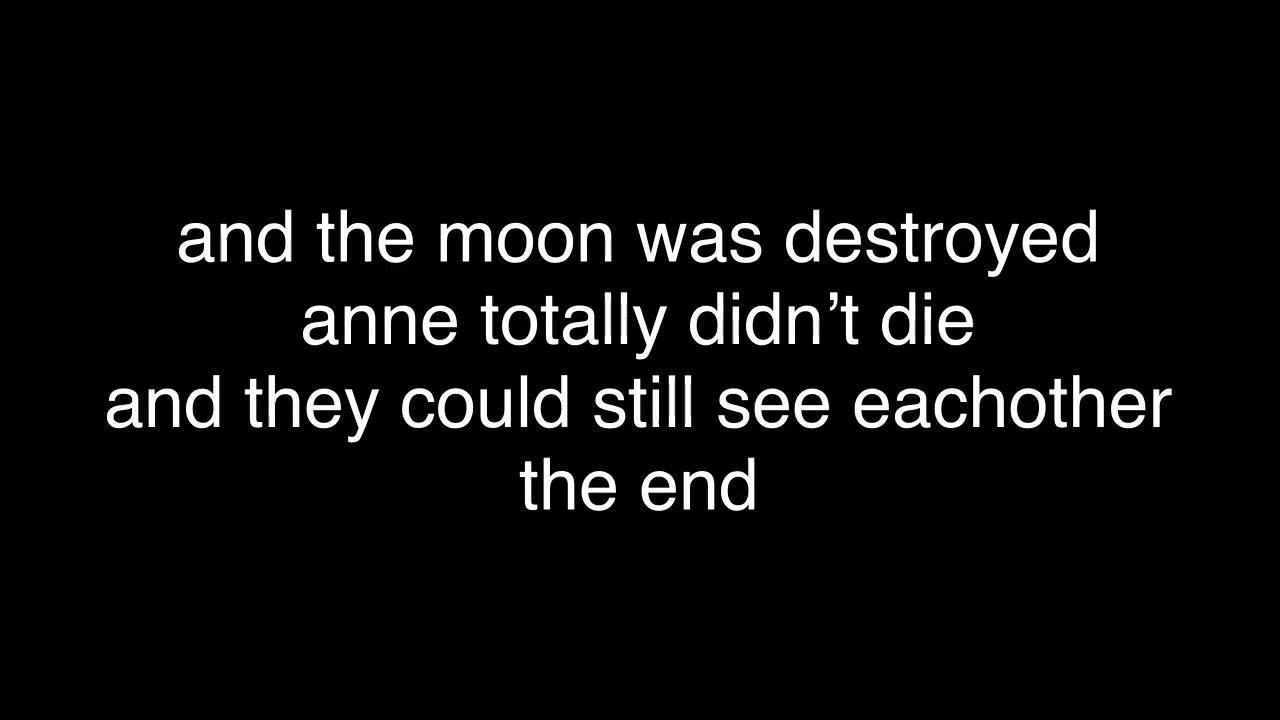 and the moon was destroyed
anne totally didn’t die
and they could still see eachother
the end